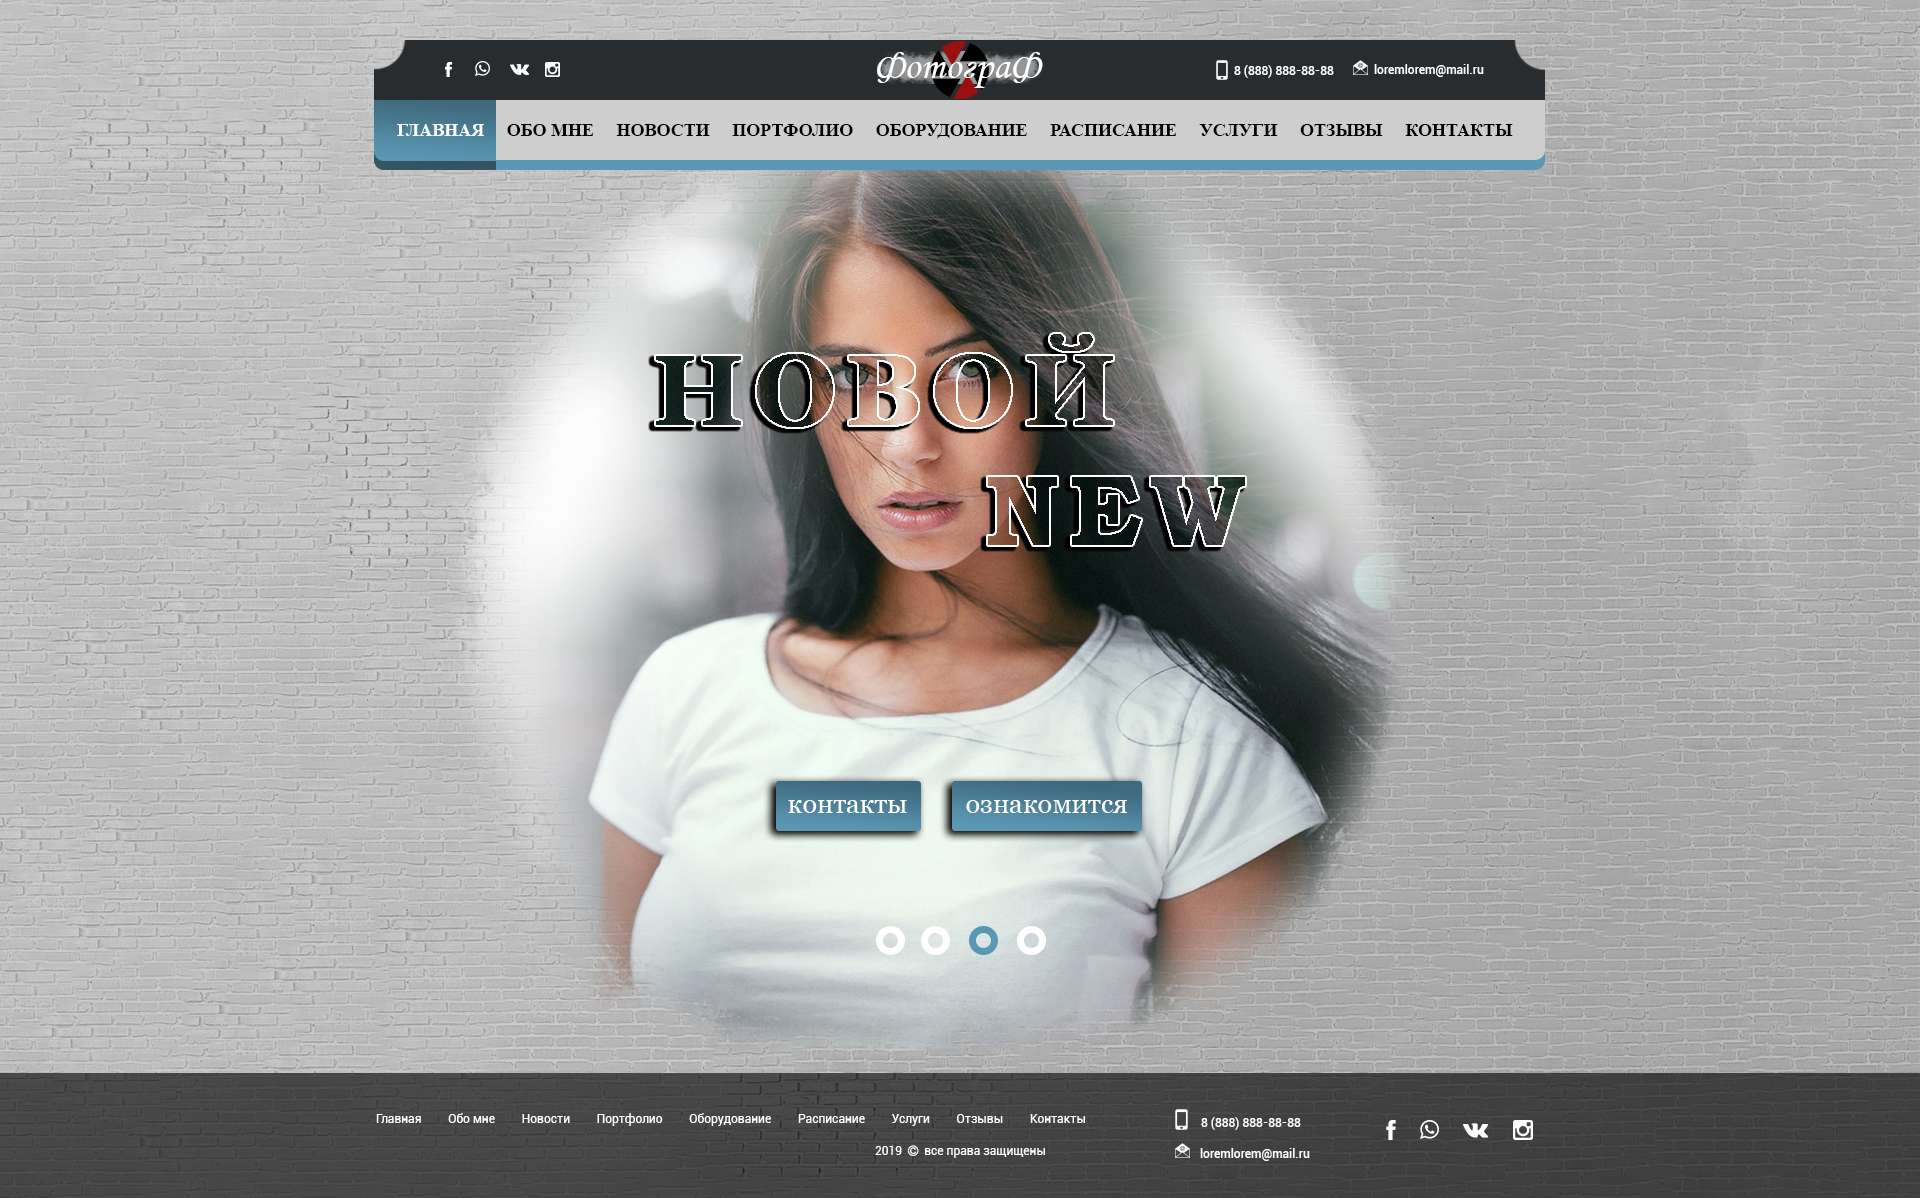 ФотограФ
8 (888) 888-88-88
loremlorem@mail.ru
ГЛАВНАЯ ОБО МНЕ НОВОСТИ ПОРТФОЛИО ОБОРУДОВАНИЕ РАСПИСАНИЕ УСЛУГИ ОТЗЫВЫ КОНТАКТЫ
НОВОЙ
NEW
контакты ознакомится
Главная Обо мне Новости Портфолио Оборудование Расписание Услуги Отзывы Контакты
8 (888) 888-88-88
2019 © все права защищены
loremlorem@mail.ru